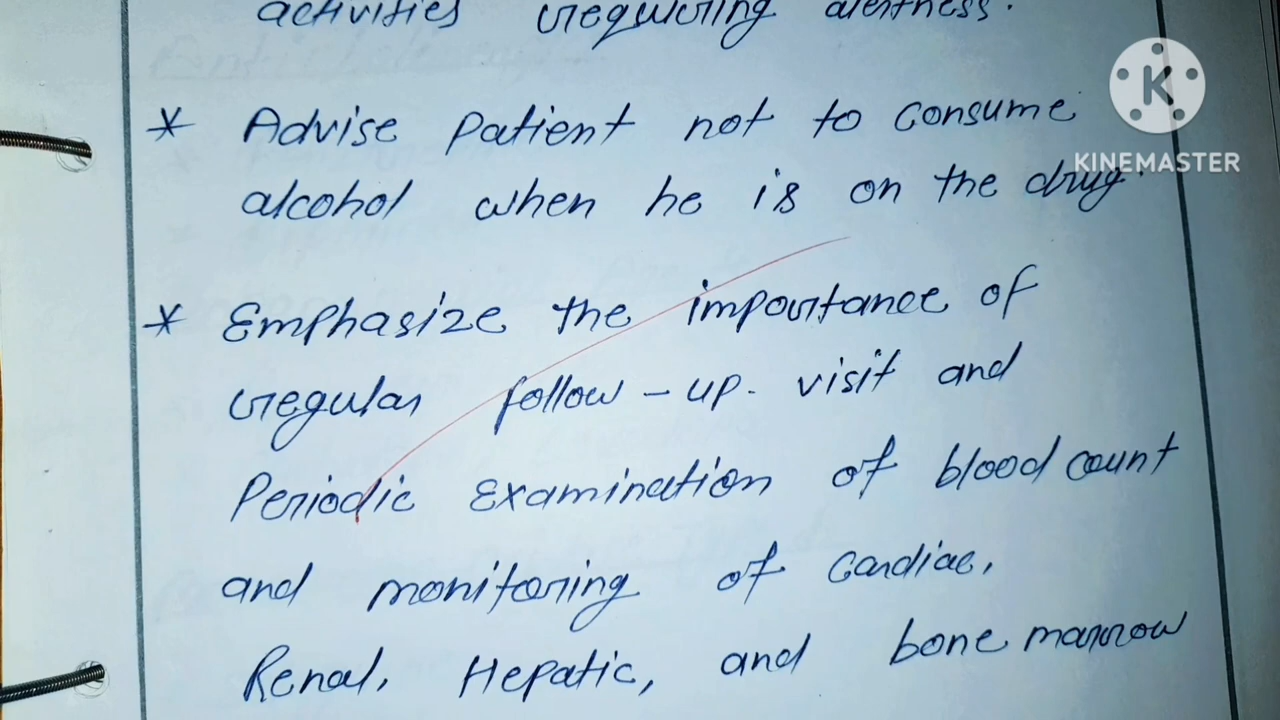 activities requiring alertness.
* Advise patient not to consume
alcohol when he is on the drug.
* Emphasize the importance of
regular follow-up. visit and
Periodic Examination of blood count
and monitoring of cardiac,
Renal, Hepatic, and bone marrow
K
KINEMASTER